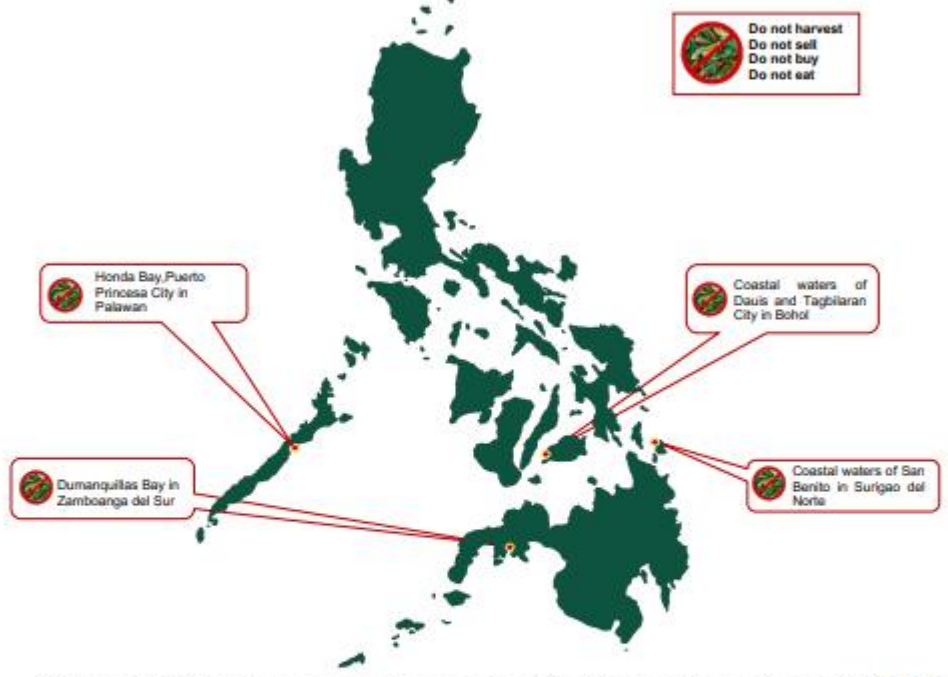 Do not harvest
Do not sell
Do not buy
Do not eat
Honda Bay,Puerto
Princesa City in
Palawan
Coastal waters of
Dauis and Tagbilaran
City in Bohol
Dumanquillas Bay in
Zamboanga del Sur
Coastal waters of San
Benito in Surigao del
Norte